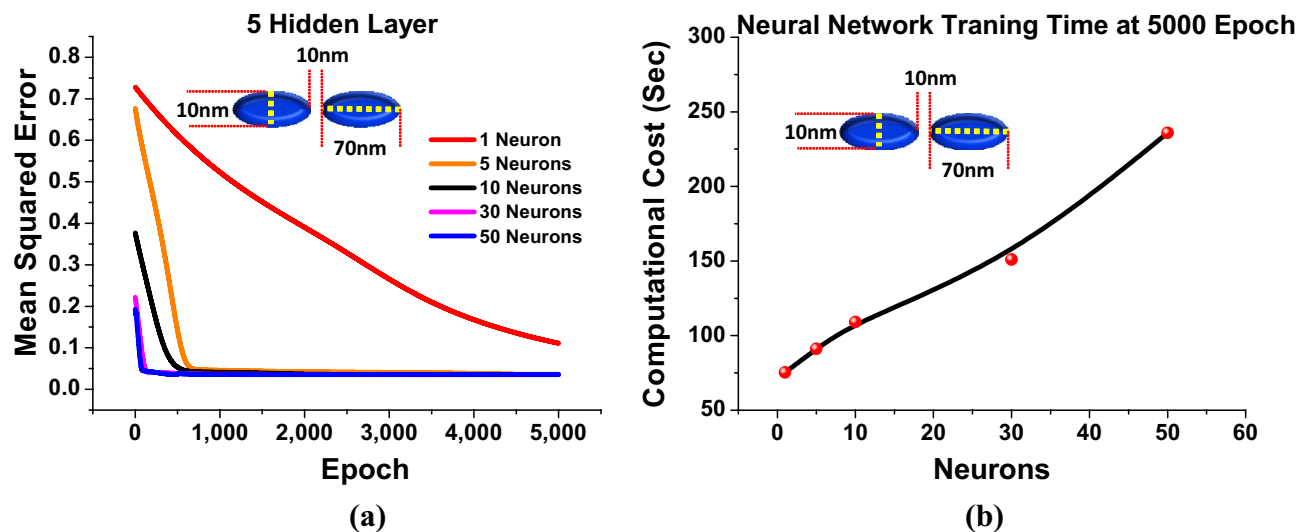 5 Hidden Layer
10nm
10nm
70nm
1 Neuron
5 Neurons
10 Neurons
30 Neurons
50 Neurons
0.8
0.7
0.6
0.5
0.4
0.3
0.2
0.1
0.0
Mean Squared Error
0
1,000
2,000
3,000
4,000
5,000
Epoch
(a)
Neural Network Traning Time at 5000 Epoch
10nm
10nm
70nm
300
250
200
150
100
50
Computational Cost (Sec)
0
10
20
30
40
50
60
Neurons
(b)